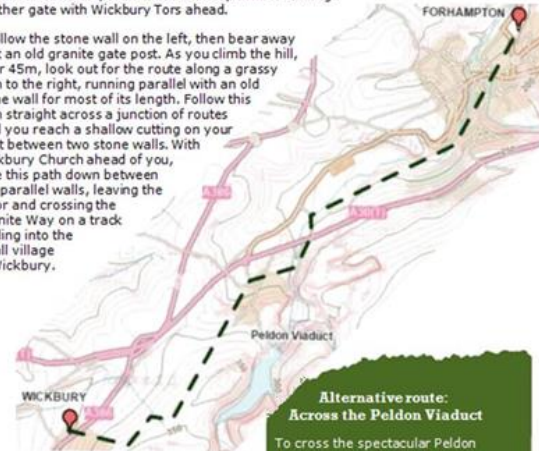 ther gate with Wickbury Tors ahead.
llow the stone wall on the left, then bear away
an old granite gate post. As you climb the hill,
45m, look out for the route along a grassy
to the right, running parallel with an old
e wall for most of its length. Follow this
straight across a junction of routes
you reach a shallow cutting on your
t between two stone walls. With
kbury Church ahead of you,
e this path down between
parallel walls, leaving the
or and crossing the
nite Way on a track
ding into the
ll village
Wickbury.
FORHAMPTON
A386
A30(T)
Peldon Viaduct
WICKBURY
A386
Alternative route:
Across the Peldon Viaduct
To cross the spectacular Peldon